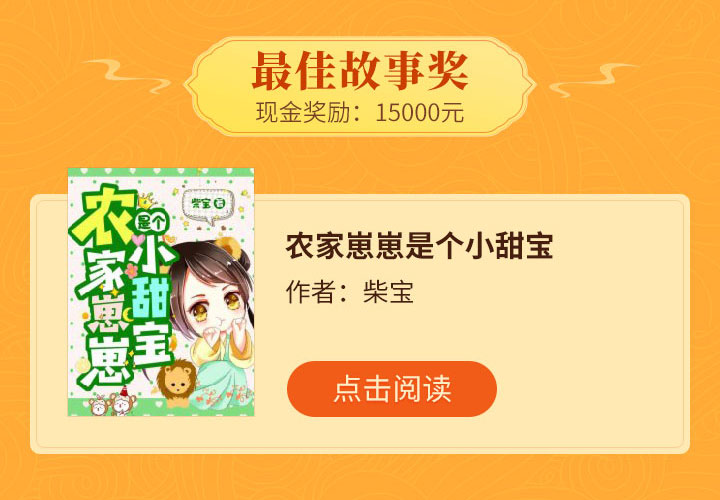 最佳故事奖
现金奖励：15000元
农家崽崽
是个
小甜宝
柴宝 著
农家崽崽是个小甜宝
作者：柴宝
点击阅读